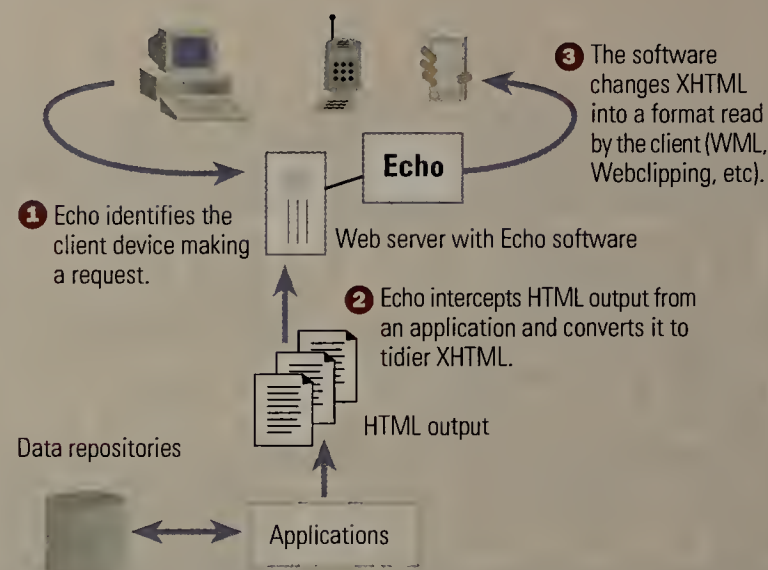 3 The software
changes XHTML
into a format read
by the client (WML,
Webclipping, etc).
Echo
1 Echo identifies the
client device making
a request.
Web server with Echo software
2 Echo intercepts HTML output from
an application and converts it to
tidier XHTML.
HTML output
Data repositories
Applications